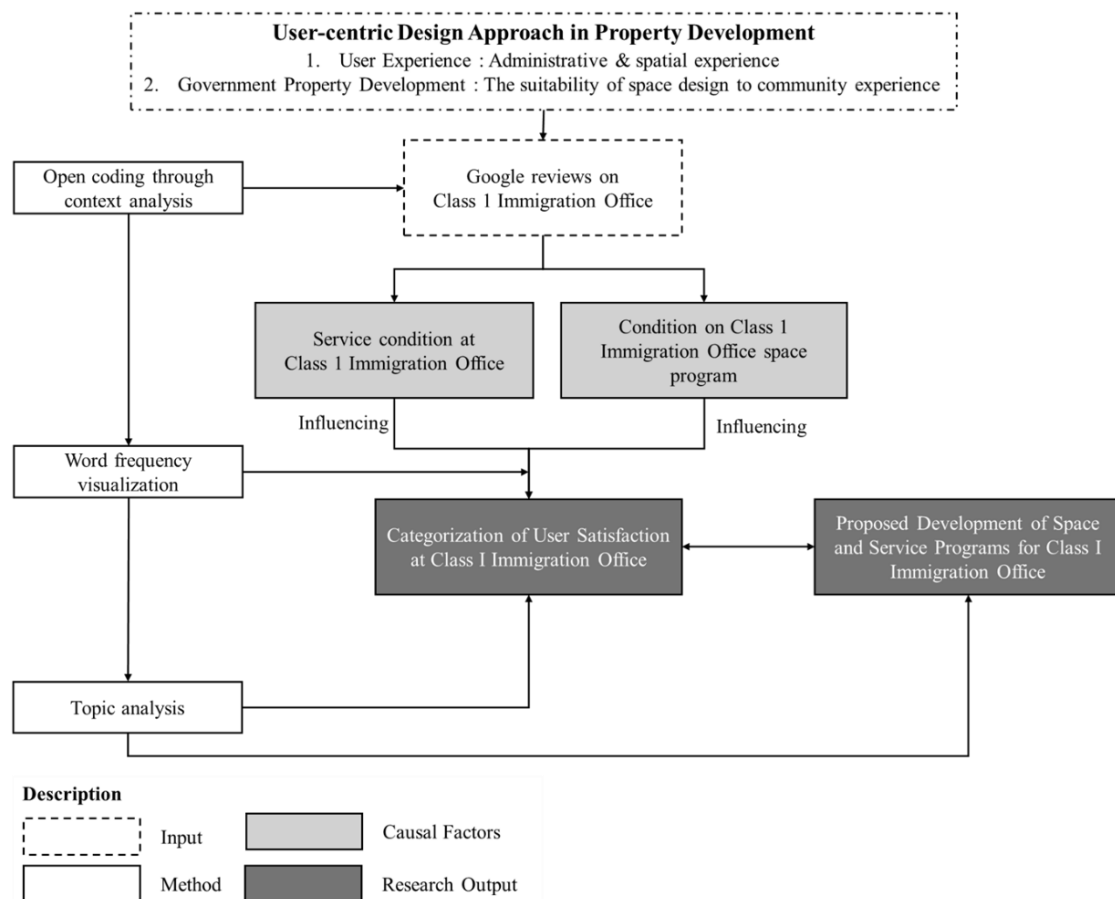 User-centric Design Approach in Property Development
1. User Experience : Administrative & spatial experience
2. Government Property Development : The suitability of space design to community experience
Open coding through
context analysis
Google reviews on
Class 1 Immigration Office
Service condition at
Class 1 Immigration Office
Condition on Class 1
Immigration Office space
program
Influencing
Influencing
Word frequency
visualization
Categorization of User Satisfaction
at Class I Immigration Office
Proposed Development of Space
and Service Programs for Class I
Immigration Office
Topic analysis
Description
Input
Causal Factors
Method
Research Output